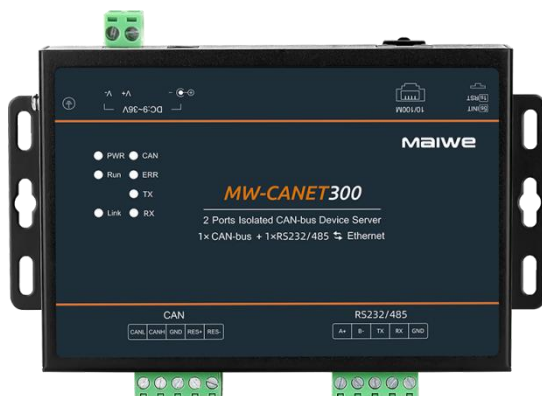 V- V+
DC:9~36V
10/100M
5s INIT
1s RST
Maiwe
PWR CAN
Run ERR
TX
Link RX
MW-CANET300
2 Ports Isolated CAN-bus Device Server
1× CAN-bus + 1×RS232/485 ⇆ Ethernet
CAN
CANL CANH GND RES+ RES-
RS232/485
A+ B- TX RX GND